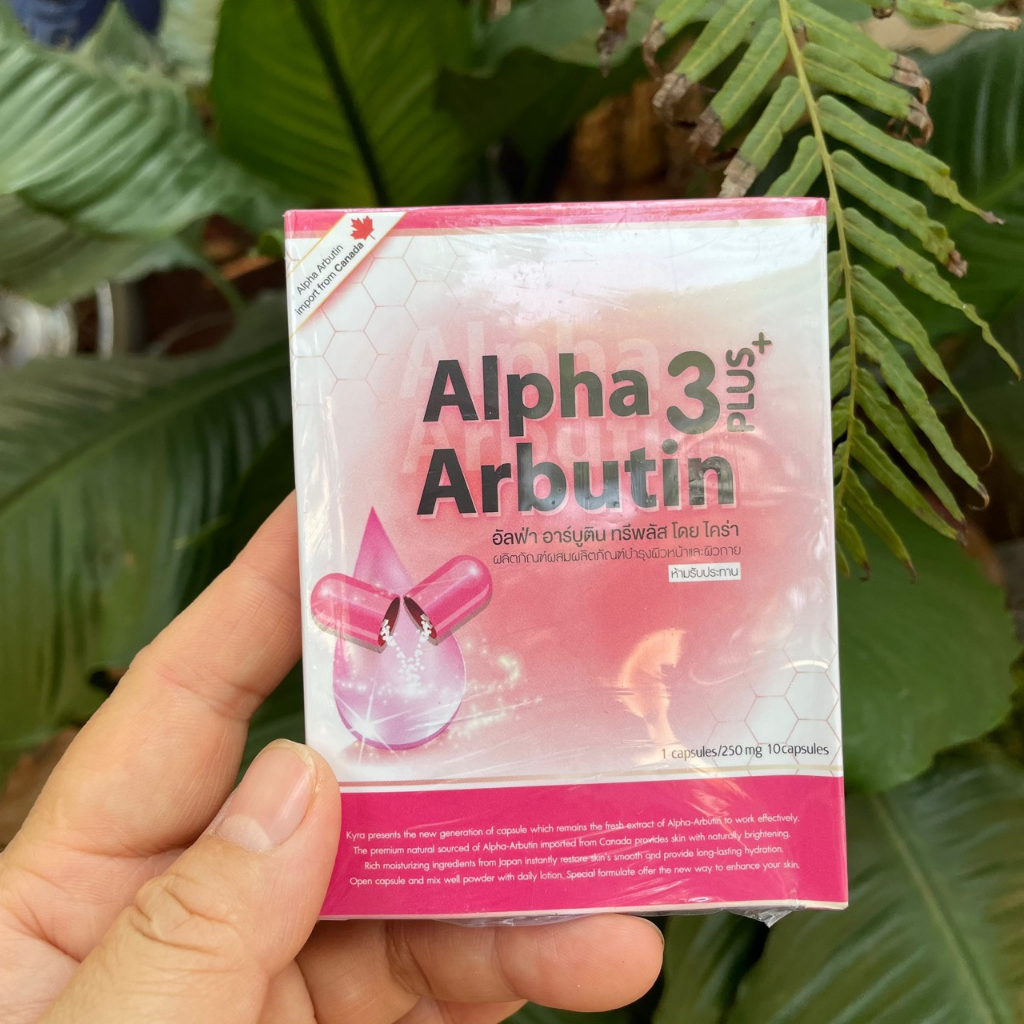 Alpha Arbutin
import from Canada
Alpha 3 PLUS+
Arbutin
อัลฟ่า อาร์บูติน ทรีพลัส โดย ไคร่า
ผลิตภัณฑ์ผสมผลิตภัณฑ์บำรุงผิวหน้าและผิวกาย
ห้ามรับประทาน
1 capsules/250 mg 10capsules
Kyra presents the new generation of capsule which remains the fresh extract of Alpha-Arbutin to work effectively.
The premium natural sourced of Alpha-Arbutin imported from Canada provides skin with naturally brightening.
Rich moisturizing ingredients from Japan instantly restore skin's smooth and provide long-lasting hydration.
Open capsule and mix well powder with daily lotion. Special formulate offer the new way to enhance your skin.